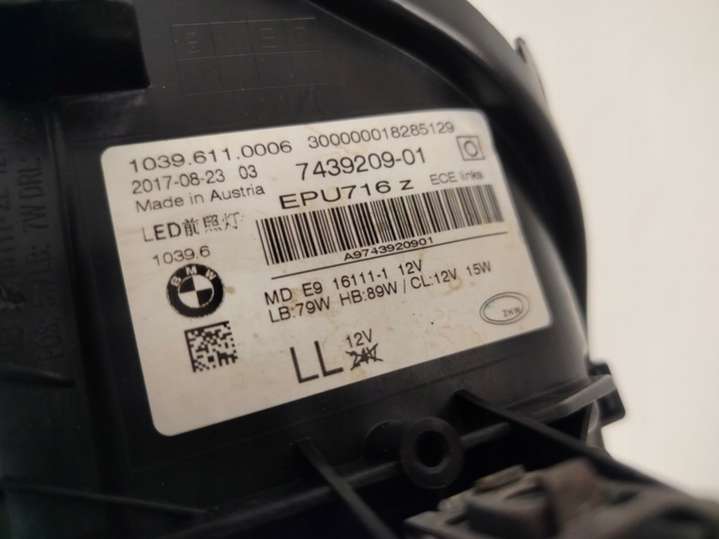 1039.611.0006 300000018285129
2017-08-23 03 7439209-01
Made in Austria EPU716 z ECE links
LED前照灯
A9743920901
1039.6
BMW
MD E9 16111-1 12V
LB:79W HB:89W / CL:12V 15W
ZKW
LL 12V
24V